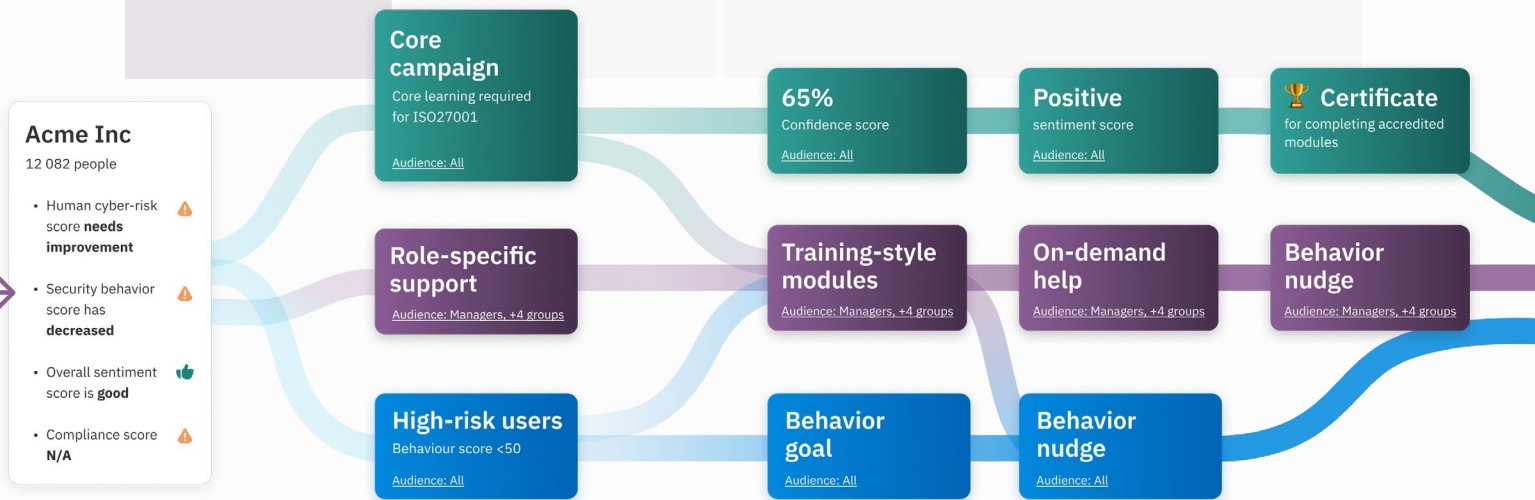 Acme Inc
12 082 people
• Human cyber-risk
score needs
improvement
• Security behavior
score has
decreased
• Overall sentiment
score is good
• Compliance score
N/A
Core
campaign
Core learning required
for ISO27001
Audience: All
Role-specific
support
Audience: Managers, +4 groups
High-risk users
Behaviour score <50
Audience: All
65%
Confidence score
Audience: All
Training-style
modules
Audience: Managers, +4 groups
Behavior
goal
Audience: All
Positive
sentiment score
Audience: All
On-demand
help
Audience: Managers, +4 groups
Behavior
nudge
Audience: All
Certificate
for completing accredited
modules
Behavior
nudge
Audience: Managers, +4 groups